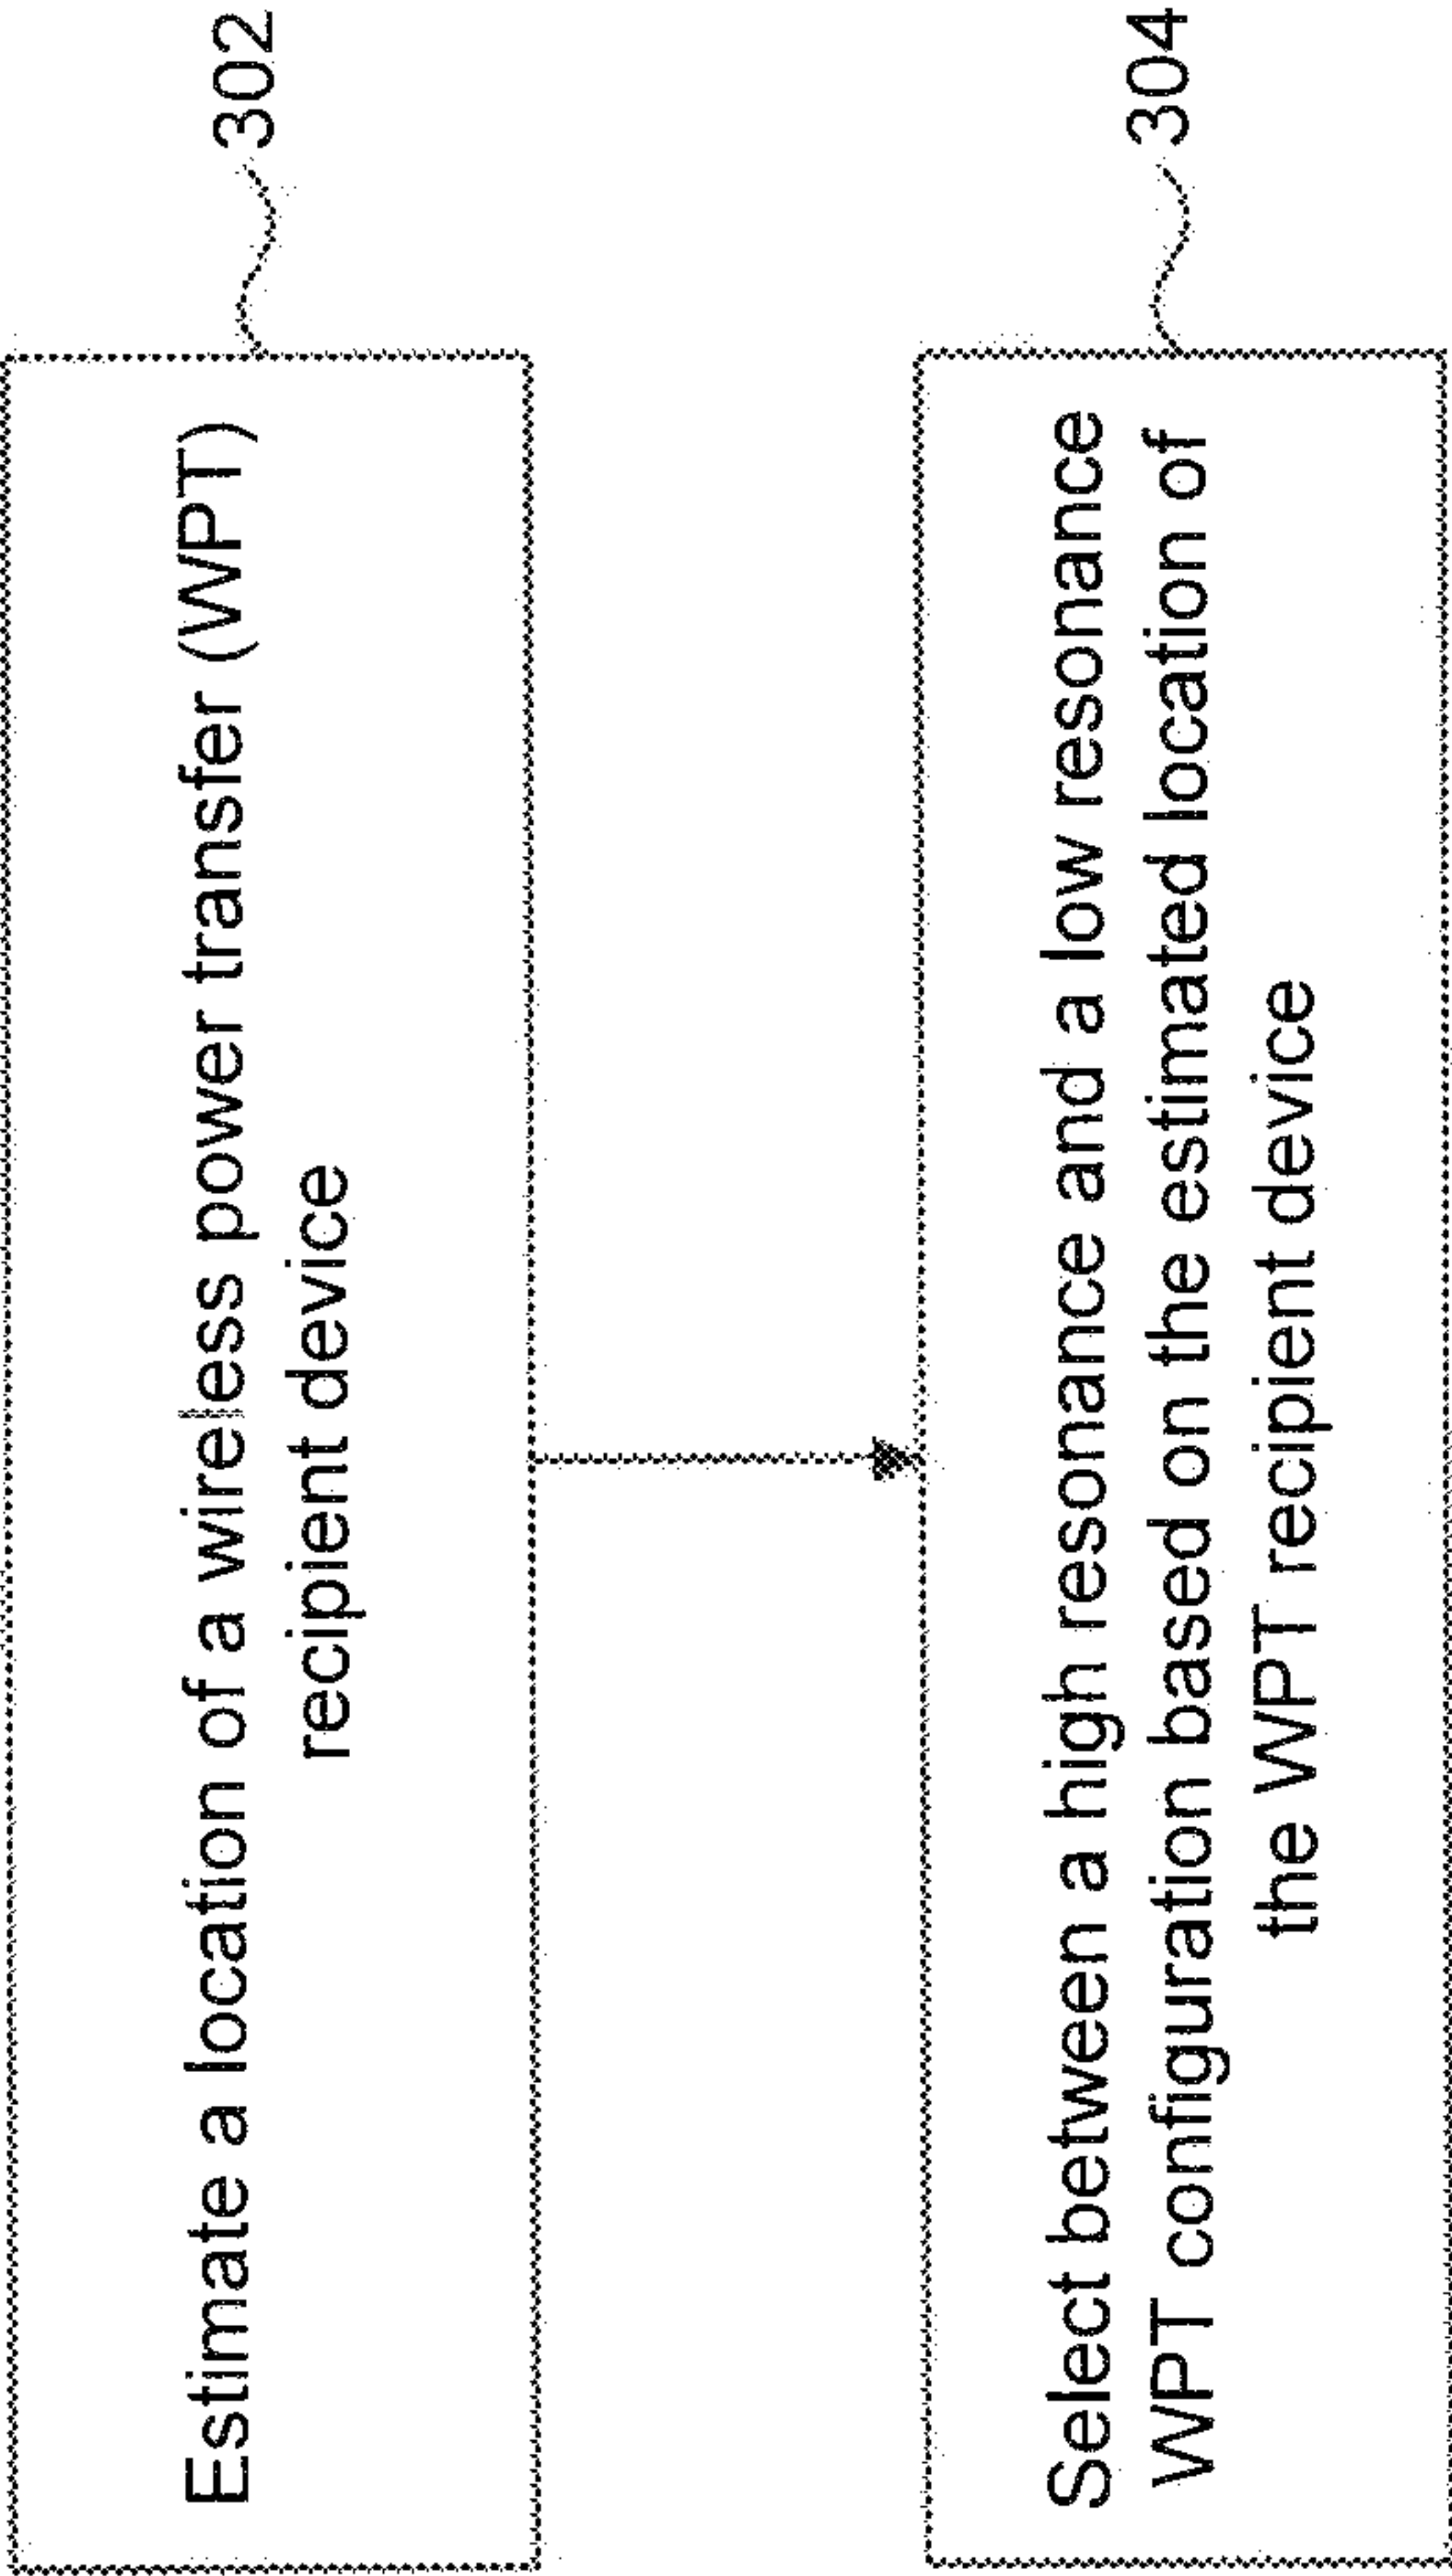 Estimate a location of a wireless power transfer (WPT)
recipient device
302
Select between a high resonance and a low resonance
WPT configuration based on the estimated location of
the WPT recipient device
304